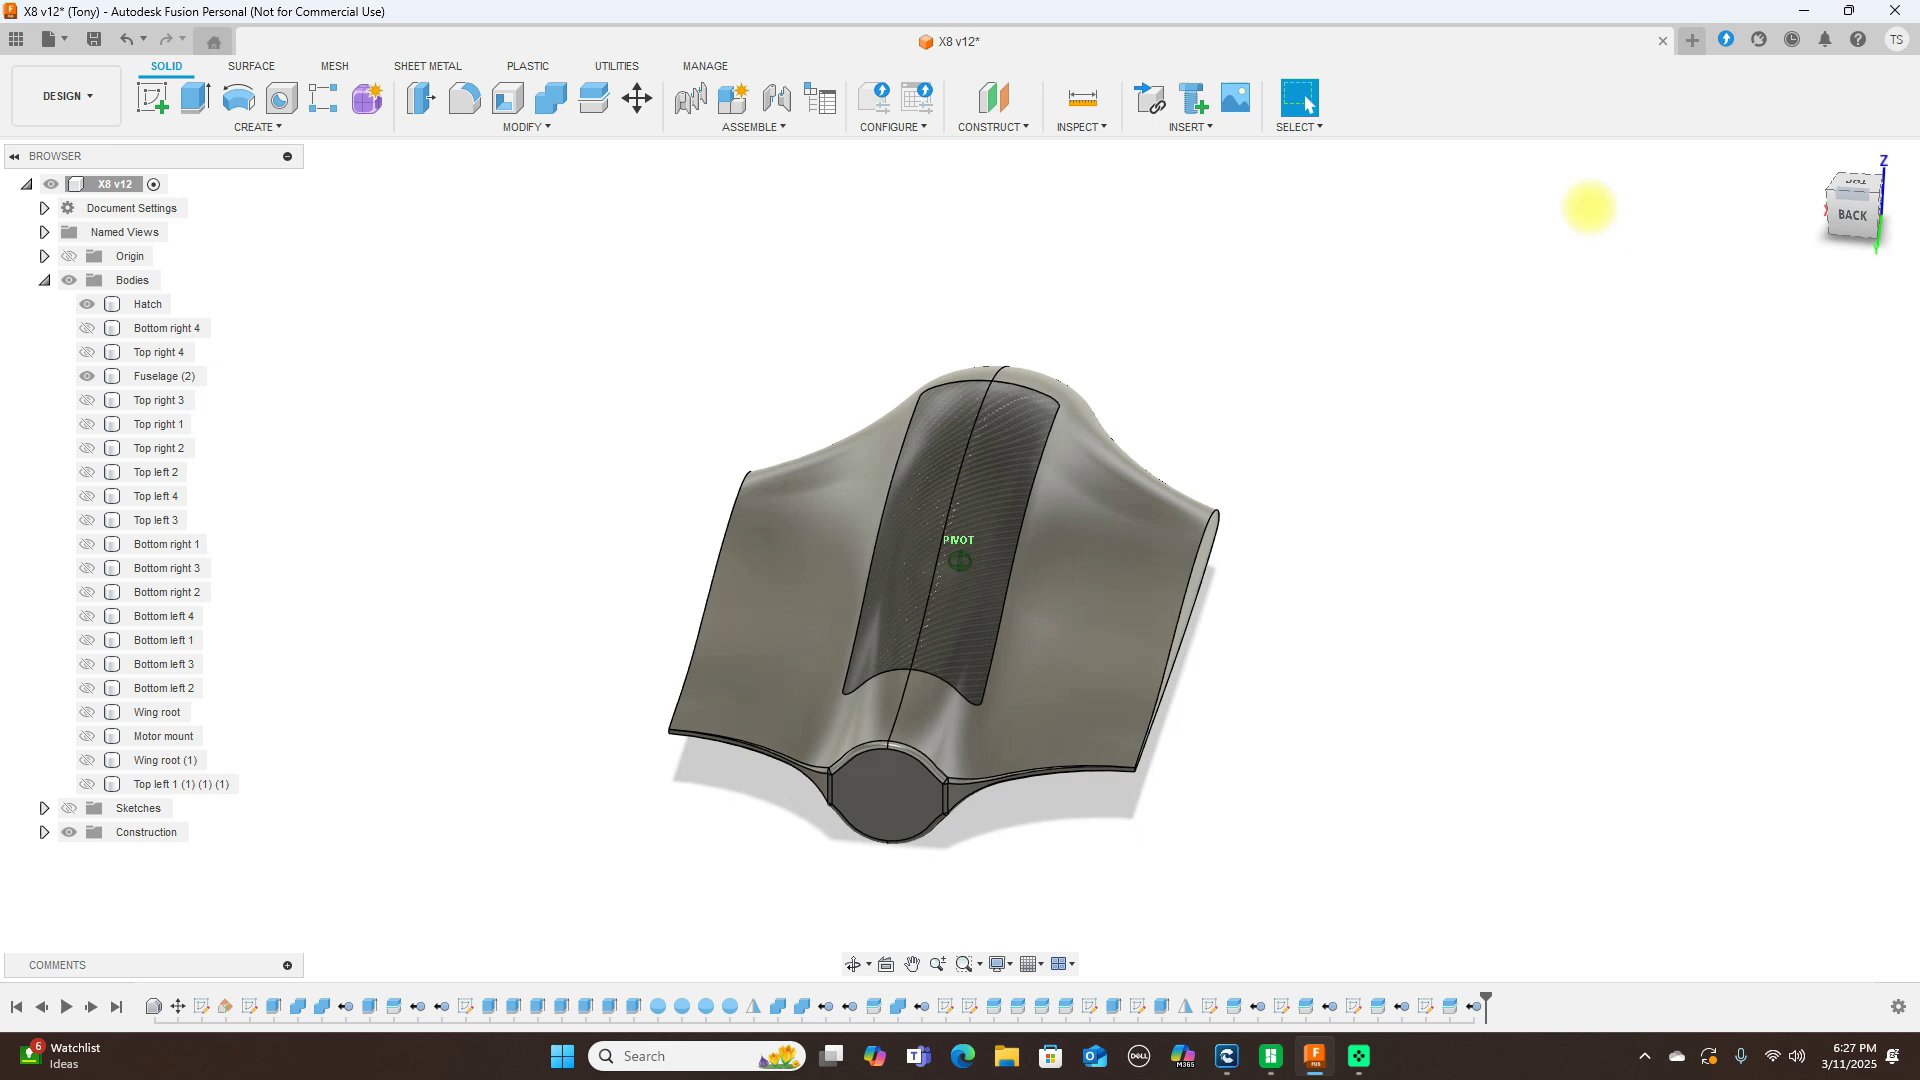 X8 v12* (Tony) - Autodesk Fusion Personal (Not for Commercial Use)
X8 v12*
TS
DESIGN
SOLID
SURFACE
MESH
SHEET METAL
PLASTIC
UTILITIES
MANAGE
CREATE
MODIFY
ASSEMBLE
CONFIGURE
CONSTRUCT
INSPECT
INSERT
SELECT
BROWSER
X8 v12
Document Settings
Named Views
Origin
Bodies
Hatch
Bottom right 4
Top right 4
Fuselage (2)
Top right 3
Top right 1
Top right 2
Top left 2
Top left 4
Top left 3
Bottom right 1
Bottom right 3
Bottom right 2
Bottom left 4
Bottom left 1
Bottom left 3
Bottom left 2
Wing root
Motor mount
Wing root (1)
Top left 1 (1) (1) (1)
Sketches
Construction
Z
TOP
BACK
X
Y
PIVOT
COMMENTS
6
Watchlist
Ideas
Search
DELL
M365
FUS
6:27 PM
3/11/2025